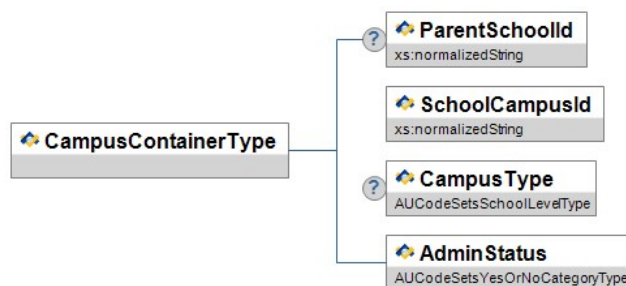 ParentSchoolId
xs:normalizedString
SchoolCampusId
xs:normalizedString
CampusContainerType
CampusType
AUCodeSetsSchoolLevelType
AdminStatus
AUCodeSetsYesOrNoCategoryType
?
?